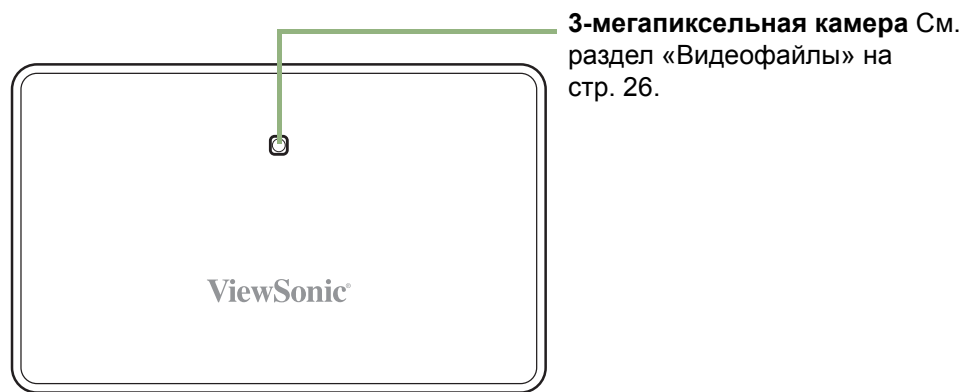 3-мегапиксельная камера См.
раздел «Видеофайлы» на
стр. 26.
ViewSonic®